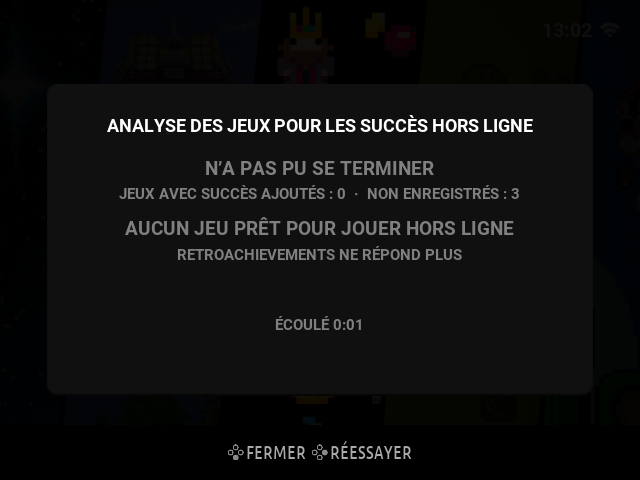 13:02
ANALYSE DES JEUX POUR LES SUCCÈS HORS LIGNE
N'A PAS PU SE TERMINER
JEUX AVEC SUCCÈS AJOUTÉS : 0 · NON ENREGISTRÉS : 3
AUCUN JEU PRÊT POUR JOUER HORS LIGNE
RETROACHIEVEMENTS NE RÉPOND PLUS
ÉCOULÉ 0:01
FERMER RÉESSAYER